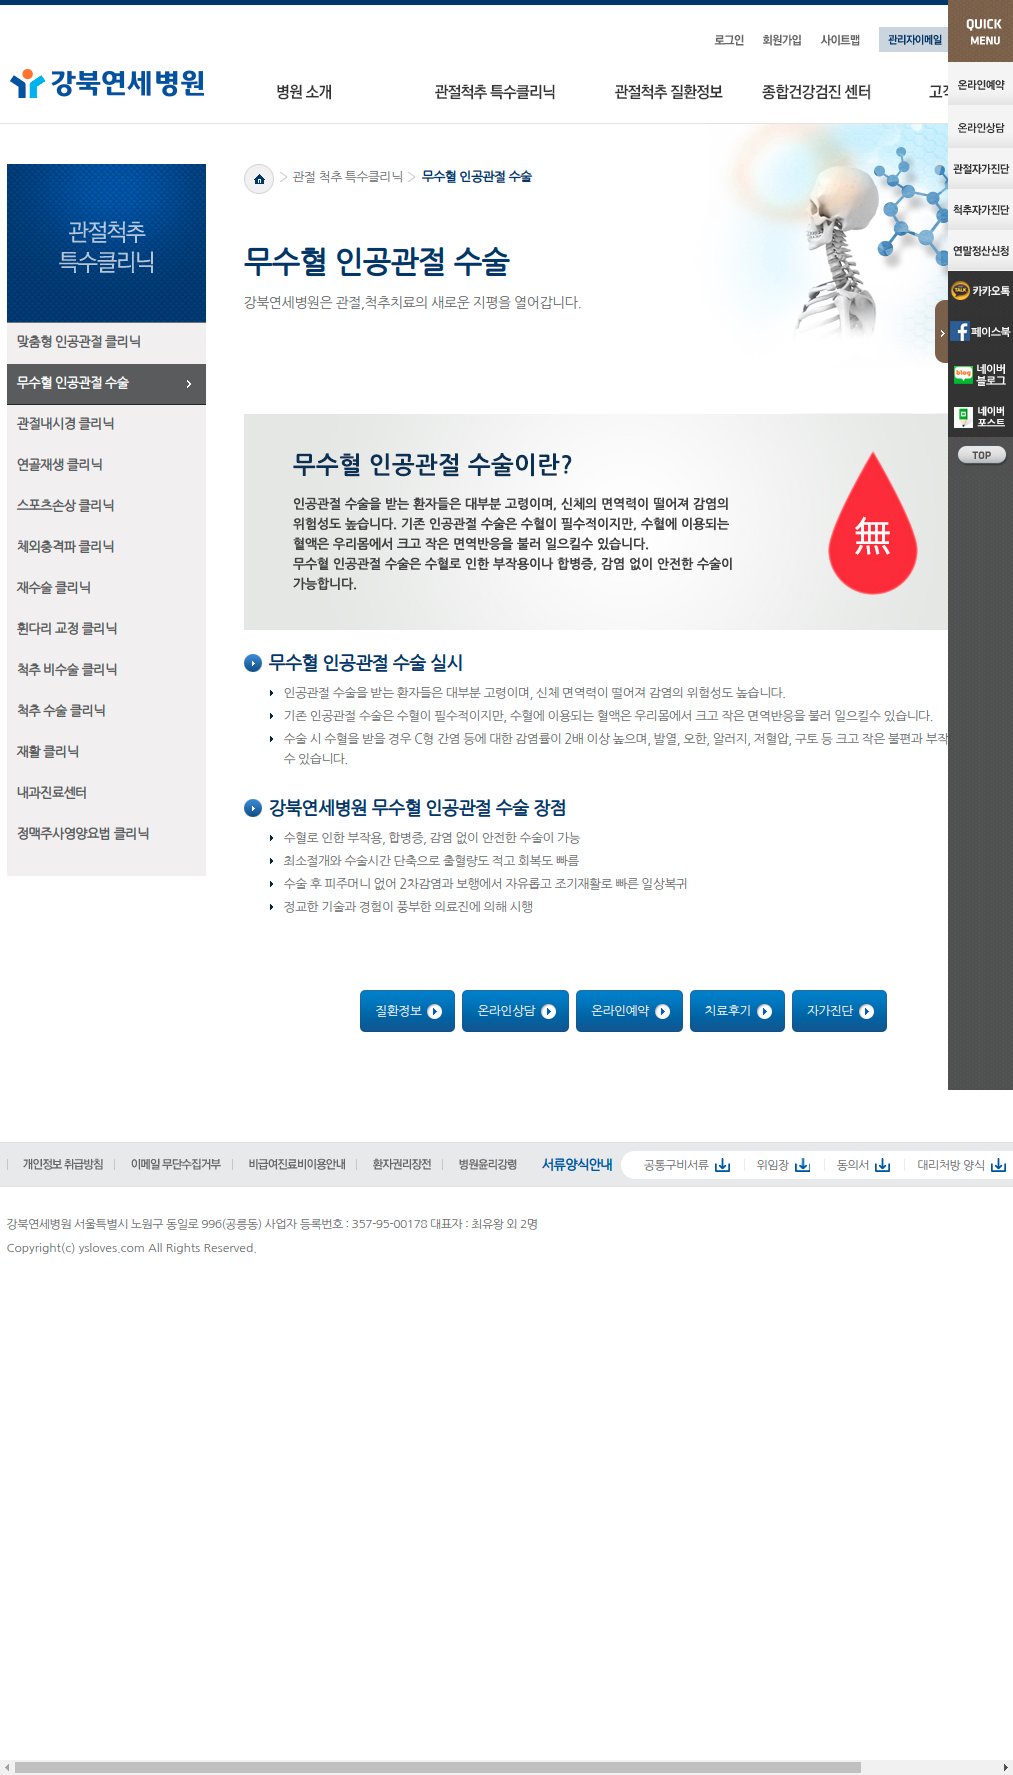 로그인 회원가입 사이트맵 관리자이메일
QUICK
MENU
강북연세병원
병원 소개 관절척추 특수클리닉 관절척추 질환정보 종합건강검진 센터
온라인예약
온라인상담
관절자가진단
척추자가진단
연말정산신청
TALK 카카오톡
페이스북
blog 네이버
블로그
네이버
포스트
TOP
관절척추
특수클리닉
맞춤형 인공관절 클리닉
무수혈 인공관절 수술
관절내시경 클리닉
연골재생 클리닉
스포츠손상 클리닉
체외충격파 클리닉
재수술 클리닉
휜다리 교정 클리닉
척추 비수술 클리닉
척추 수술 클리닉
재활 클리닉
내과진료센터
정맥주사영양요법 클리닉
관절 척추 특수클리닉 무수혈 인공관절 수술
무수혈 인공관절 수술
강북연세병원은 관절,척추치료의 새로운 지평을 열어갑니다.
무수혈 인공관절 수술이란?
인공관절 수술을 받는 환자들은 대부분 고령이며, 신체의 면역력이 떨어져 감염의
위험성도 높습니다. 기존 인공관절 수술은 수혈이 필수적이지만, 수혈에 이용되는
혈액은 우리몸에서 크고 작은 면역반응을 불러 일으킬수 있습니다.
무수혈 인공관절 수술은 수혈로 인한 부작용이나 합병증, 감염 없이 안전한 수술이
가능합니다.
無
무수혈 인공관절 수술 실시
인공관절 수술을 받는 환자들은 대부분 고령이며, 신체 면역력이 떨어져 감염의 위험성도 높습니다.
기존 인공관절 수술은 수혈이 필수적이지만, 수혈에 이용되는 혈액은 우리몸에서 크고 작은 면역반응을 불러 일으킬수 있습니다.
수술 시 수혈을 받을 경우 C형 간염 등에 대한 감염률이 2배 이상 높으며, 발열, 오한, 알러지, 저혈압, 구토 등 크고 작은 불편과 부작
수 있습니다.
강북연세병원 무수혈 인공관절 수술 장점
수혈로 인한 부작용, 합병증, 감염 없이 안전한 수술이 가능
최소절개와 수술시간 단축으로 출혈량도 적고 회복도 빠름
수술 후 피주머니 없어 2차감염과 보행에서 자유롭고 조기재활로 빠른 일상복귀
정교한 기술과 경험이 풍부한 의료진에 의해 시행
질환정보 온라인상담 온라인예약 치료후기 자가진단
개인정보 취급방침 이메일 무단수집거부 비급여진료비이용안내 환자권리장전 병원윤리강령 서류양식안내 공통구비서류 위임장 동의서 대리처방 양식
강북연세병원 서울특별시 노원구 동일로 996(공릉동) 사업자 등록번호 : 357-95-00178 대표자 : 최유왕 외 2명
Copyright(c) ysloves.com All Rights Reserved.